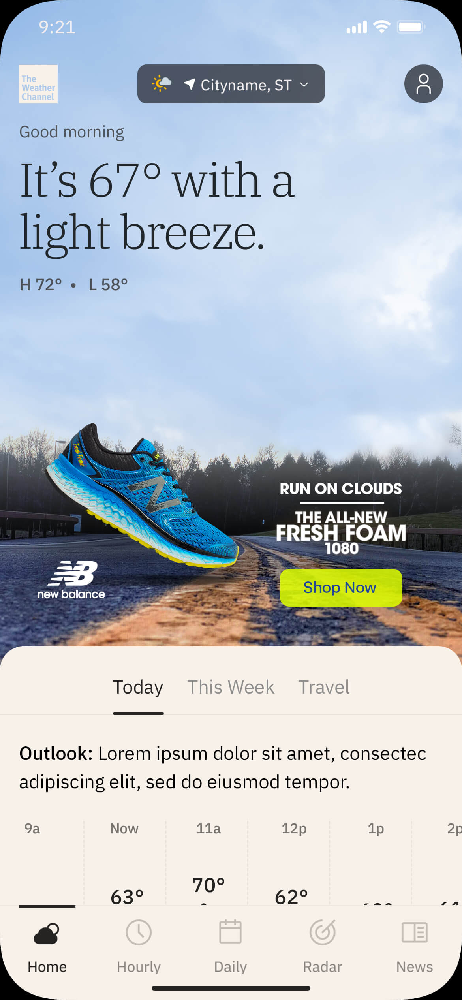 9:21
The
Weather
Channel
Cityname, ST
Good morning
It's 67° with a
light breeze.
H 72° • L 58°
Fresh Foam
RUN ON CLOUDS
THE ALL-NEW
FRESH FOAM
1080
NB
new balance
Shop Now
Today This Week Travel
Outlook: Lorem ipsum dolor sit amet, consectec
adipiscing elit, sed do eiusmod tempor.
9a Now 11a 12p 1p 2p
63° 70° 62°
Home Hourly Daily Radar News